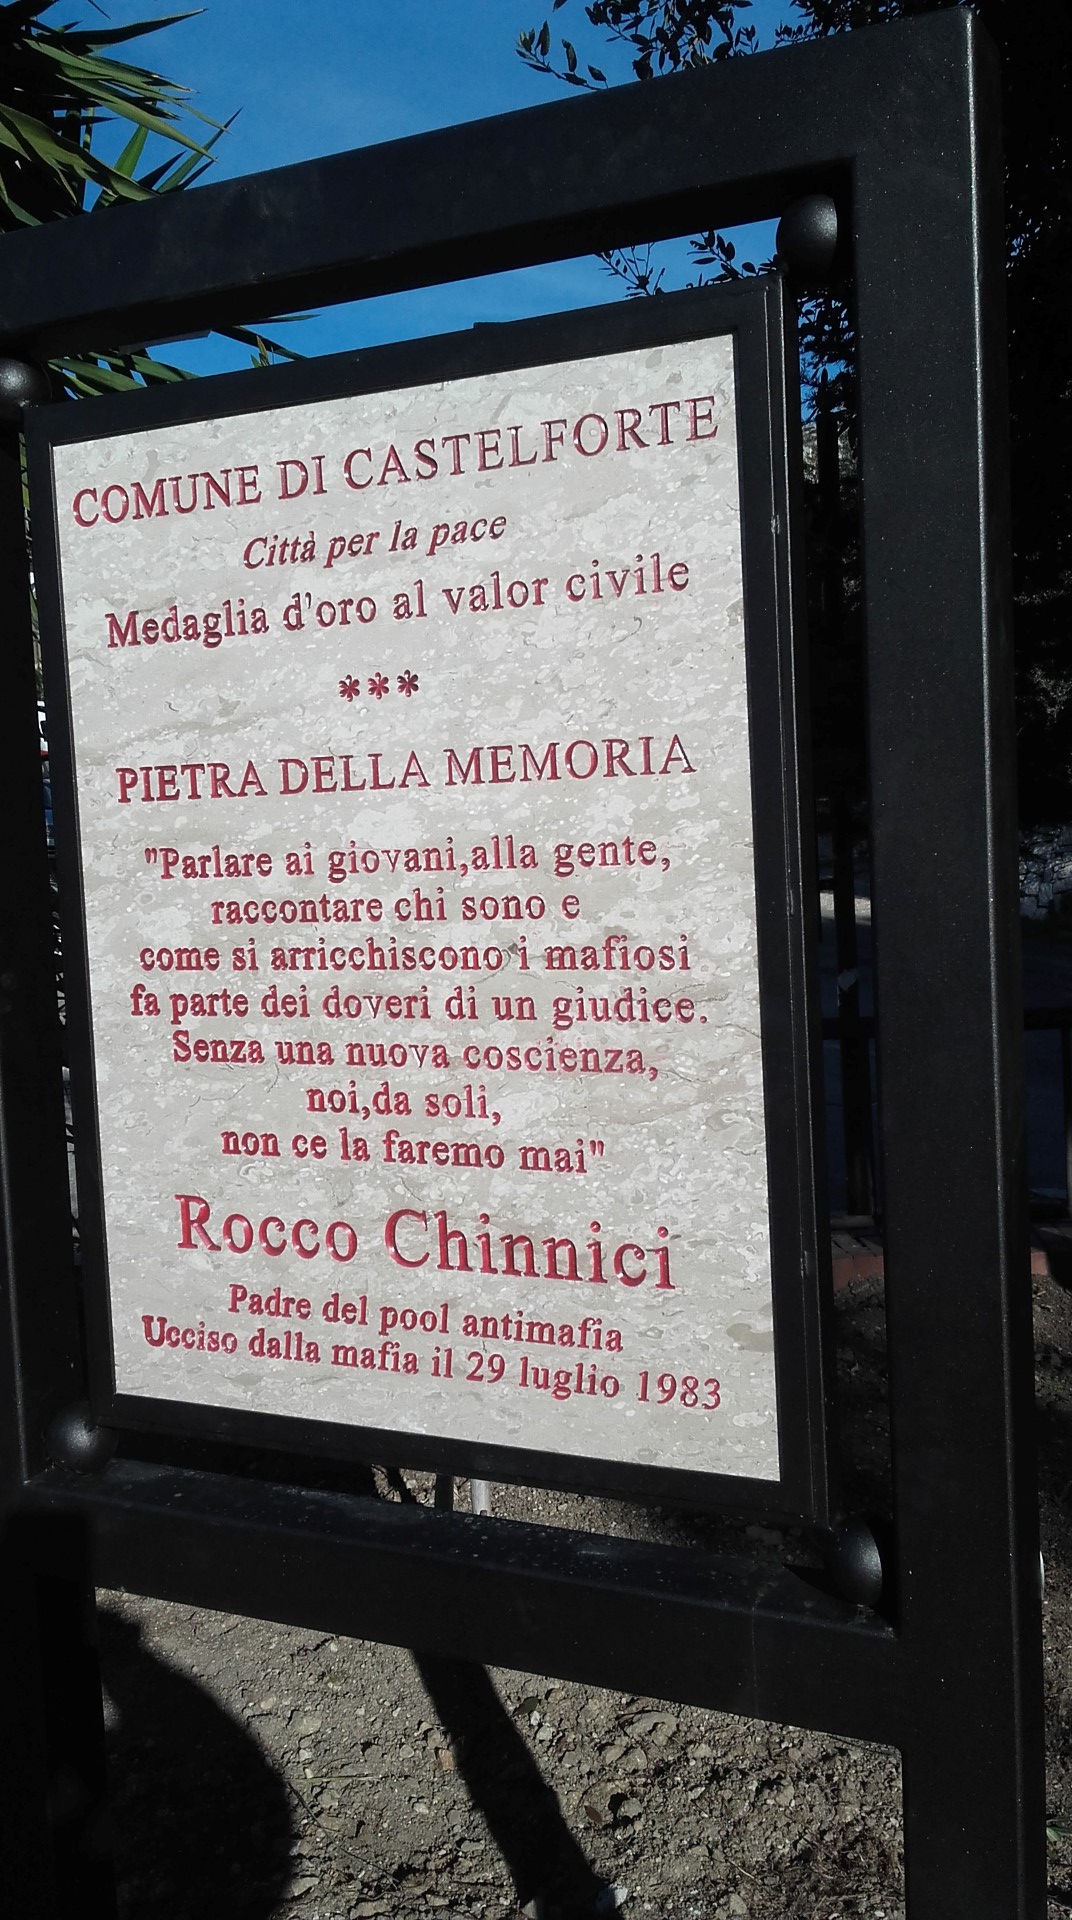 COMUNE DI CASTELFORTE
Città per la pace
Medaglia d'oro al valor civile
***
PIETRA DELLA MEMORIA
"Parlare ai giovani,alla gente,
raccontare chi sono e
come si arricchiscono i mafiosi
fa parte dei doveri di un giudice.
Senza una nuova coscienza,
noi,da soli,
non ce la faremo mai"
Rocco Chinnici
Padre del pool antimafia
Ucciso dalla mafia il 29 luglio 1983